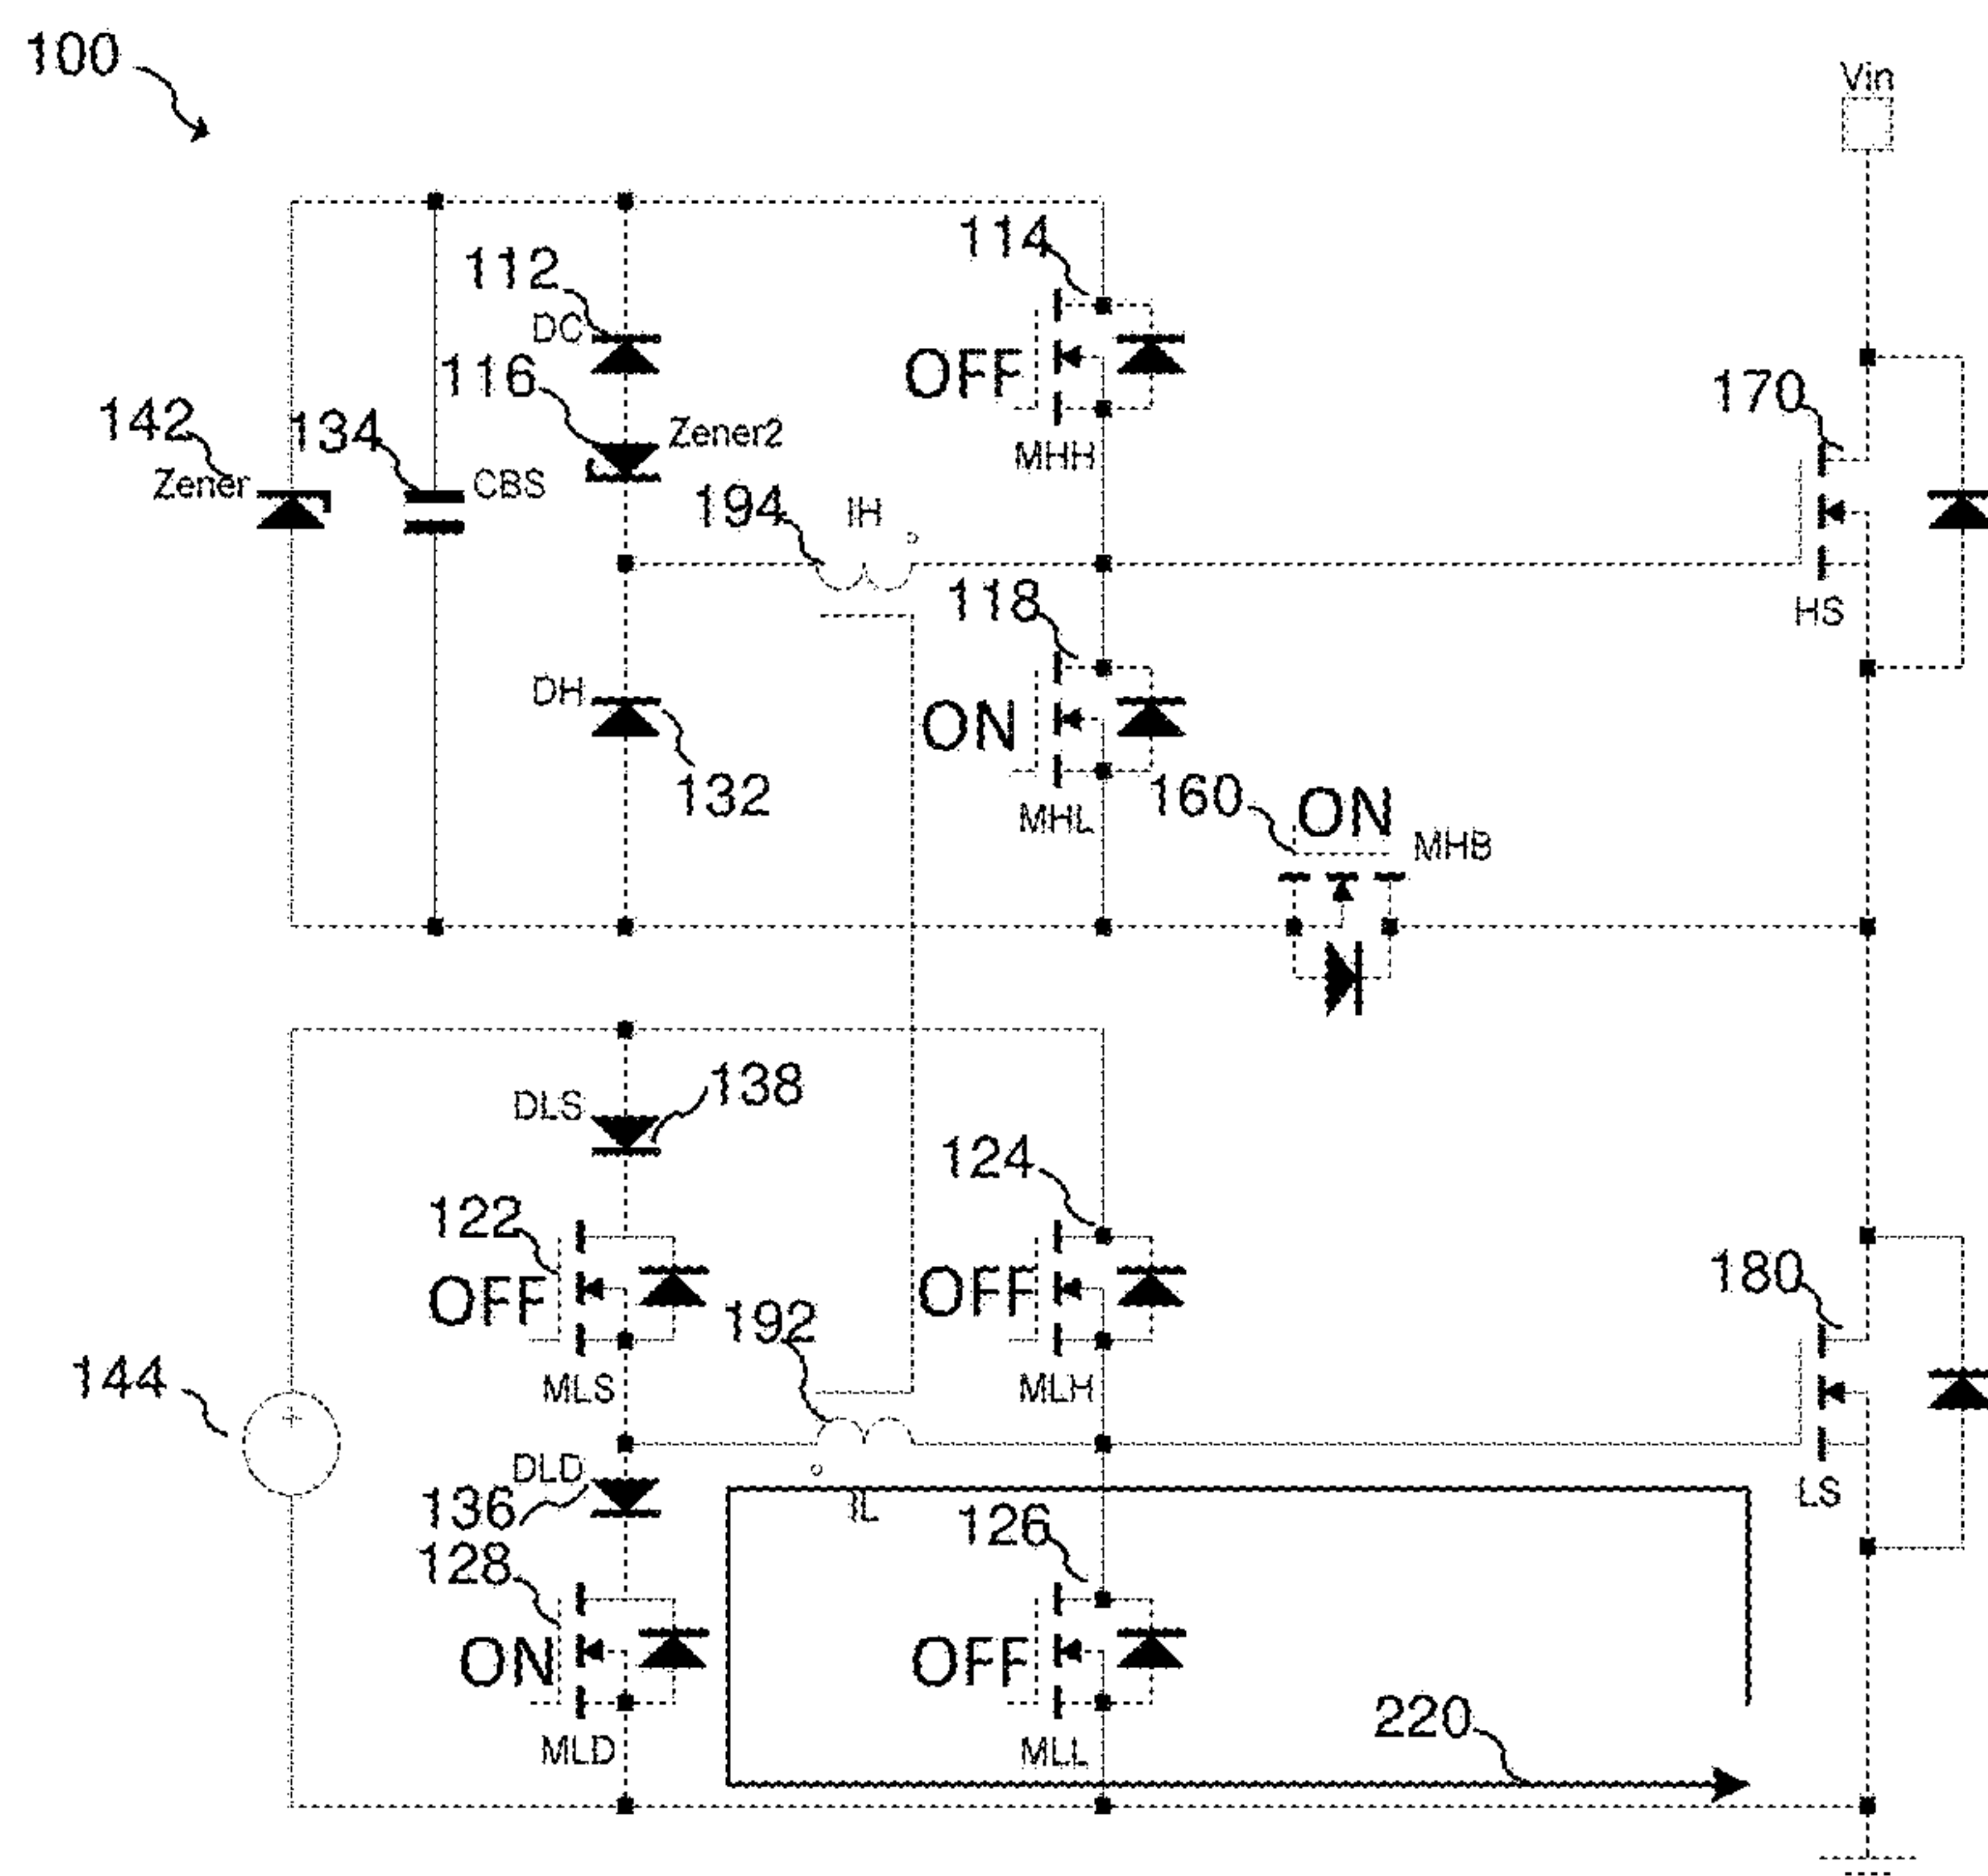 100
Vin
112
DC
114
OFF
116
Zener2
MHH
142
Zener
134
CBS
194
IH
170
HS
118
ON
MHL
DH
132
160
ON
MHB
DLS
138
122
OFF
MLS
124
OFF
MLH
192
144
180
LS
DLD
136
IL
128
ON
MLD
126
OFF
MLL
220